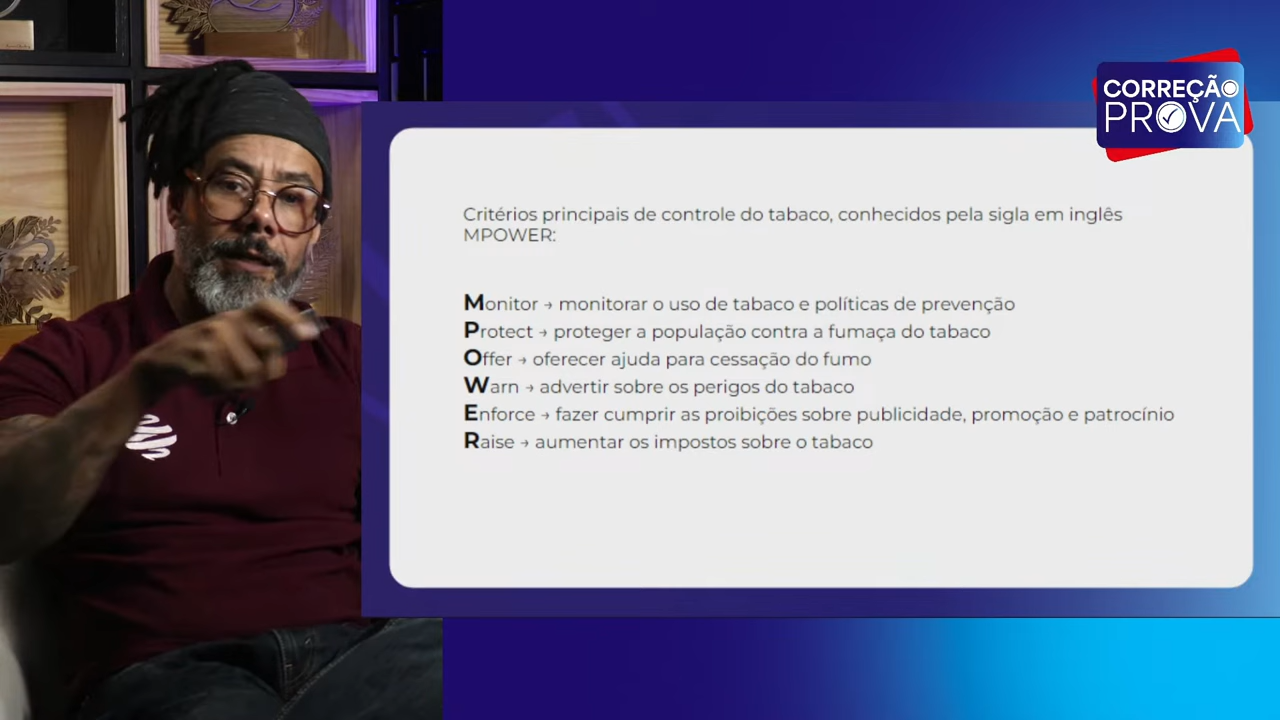 CORREÇÃO
PROVA
Critérios principais de controle do tabaco, conhecidos pela sigla em inglês
MPOWER:
Monitor → monitorar o uso de tabaco e políticas de prevenção
Protect → proteger a população contra a fumaça do tabaco
Offer → oferecer ajuda para cessação do fumo
Warn → advertir sobre os perigos do tabaco
Enforce → fazer cumprir as proibições sobre publicidade, promoção e patrocínio
Raise → aumentar os impostos sobre o tabaco